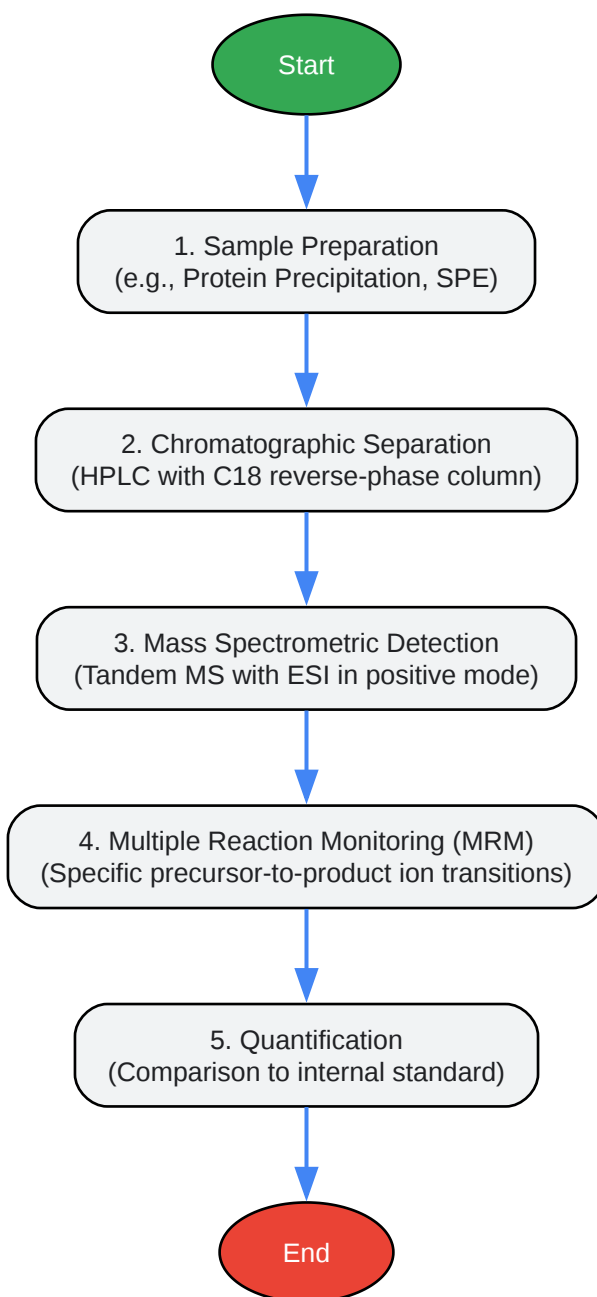 Start
1. Sample Preparation
(e.g., Protein Precipitation, SPE)
2. Chromatographic Separation
(HPLC with C18 reverse-phase column)
3. Mass Spectrometric Detection
(Tandem MS with ESI in positive mode)
4. Multiple Reaction Monitoring (MRM)
(Specific precursor-to-product ion transitions)
5. Quantification
(Comparison to internal standard)
End